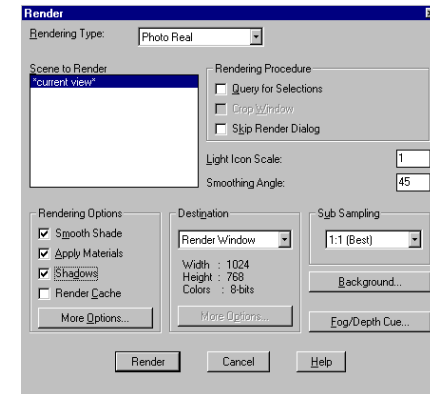 Render
Rendering Type: Photo Real
Scene to Render
*current view*
Rendering Procedure
Query for Selections
Crop Window
Skip Render Dialog
Light Icon Scale: 1
Smoothing Angle: 45
Rendering Options
Smooth Shade
Apply Materials
Shadows
Render Cache
More Options...
Destination
Render Window
Width : 1024
Height : 768
Colors : 8-bits
More Options...
Sub Sampling
1:1 (Best)
Background...
Fog/Depth Cue...
Render Cancel Help